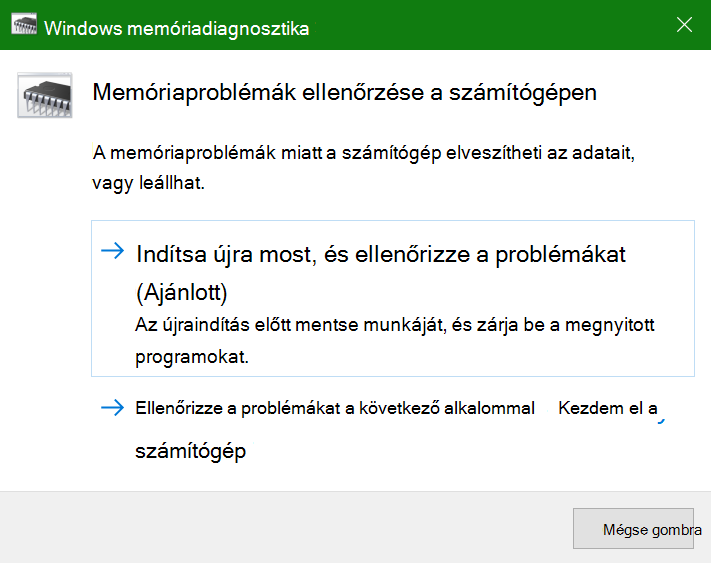 Windows memóriadiagnosztika
Memóriaproblémák ellenőrzése a számítógépen
A memóriaproblémák miatt a számítógép elveszítheti az adatait,
vagy leállhat.
Indítsa újra most, és ellenőrizze a problémákat
(Ajánlott)
Az újraindítás előtt mentse munkáját, és zárja be a megnyitott
programokat.
Ellenőrizze a problémákat a következő alkalommal Kezdem el a
számítógép
Mégse gombra